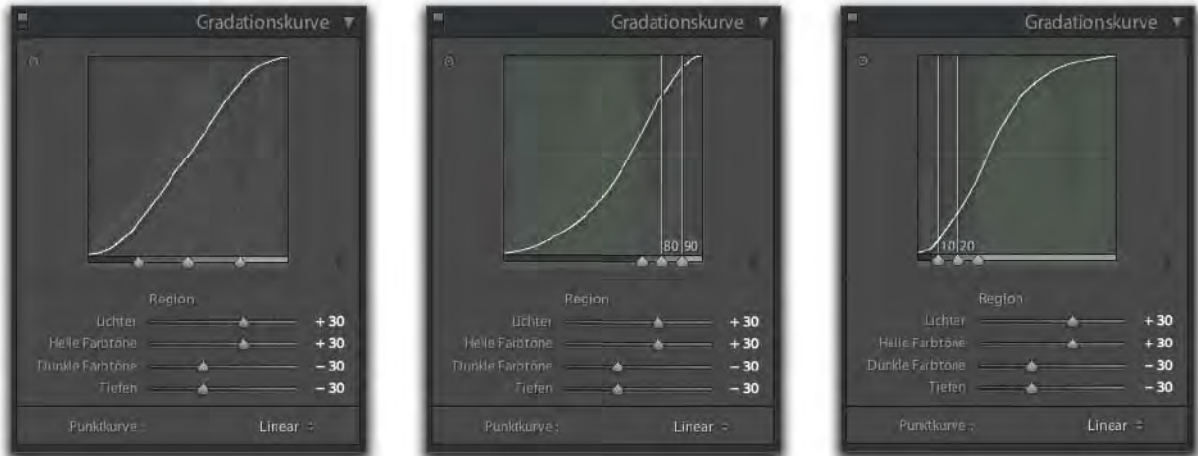 Gradationskurve
Region
Lichter + 30
Helle Farbtöne + 30
Dunkle Farbtöne – 30
Tiefen – 30
Punktkurve : Linear
Gradationskurve
80 90
Region
Lichter + 30
Helle Farbtöne + 30
Dunkle Farbtöne – 30
Tiefen – 30
Punktkurve : Linear
Gradationskurve
10 20
Region
Lichter + 30
Helle Farbtöne + 30
Dunkle Farbtöne – 30
Tiefen – 30
Punktkurve : Linear